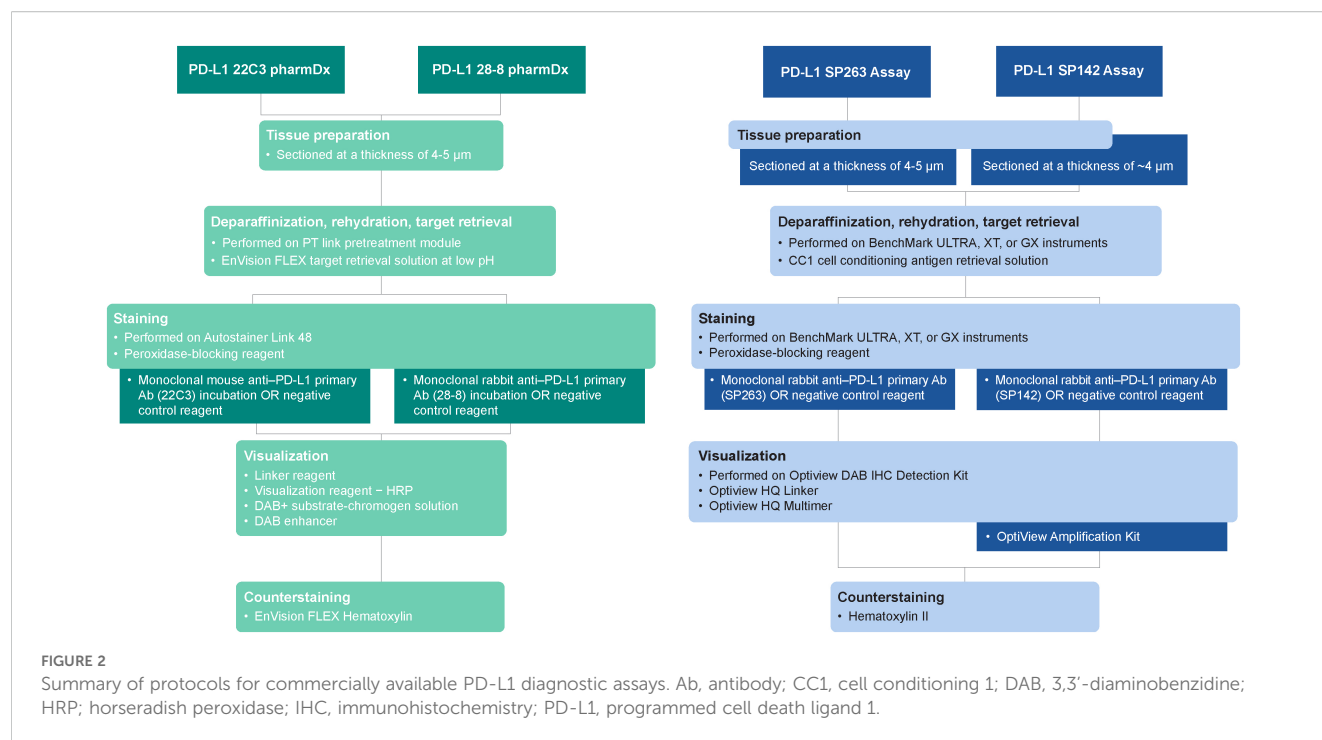 PD-L1 22C3 pharmDx
PD-L1 28-8 pharmDx
Tissue preparation
• Sectioned at a thickness of 4-5 µm
Deparaffinization, rehydration, target retrieval
• Performed on PT link pretreatment module
• EnVision FLEX target retrieval solution at low pH
Staining
• Performed on Autostainer Link 48
• Peroxidase-blocking reagent
• Monoclonal mouse anti–PD-L1 primary
Ab (22C3) incubation OR negative
control reagent
• Monoclonal rabbit anti–PD-L1 primary
Ab (28-8) incubation OR negative
control reagent
Visualization
• Linker reagent
• Visualization reagent − HRP
• DAB+ substrate-chromogen solution
• DAB enhancer
Counterstaining
• EnVision FLEX Hematoxylin
PD-L1 SP263 Assay
PD-L1 SP142 Assay
Tissue preparation
Sectioned at a thickness of 4-5 µm
Sectioned at a thickness of ~4 µm
Deparaffinization, rehydration, target retrieval
• Performed on BenchMark ULTRA, XT, or GX instruments
• CC1 cell conditioning antigen retrieval solution
Staining
• Performed on BenchMark ULTRA, XT, or GX instruments
• Peroxidase-blocking reagent
• Monoclonal rabbit anti–PD-L1 primary Ab
(SP263) OR negative control reagent
• Monoclonal rabbit anti–PD-L1 primary Ab
(SP142) OR negative control reagent
Visualization
• Performed on Optiview DAB IHC Detection Kit
• Optiview HQ Linker
• Optiview HQ Multimer
• OptiView Amplification Kit
Counterstaining
• Hematoxylin II
FIGURE 2
Summary of protocols for commercially available PD-L1 diagnostic assays. Ab, antibody; CC1, cell conditioning 1; DAB, 3,3′-diaminobenzidine;
HRP; horseradish peroxidase; IHC, immunohistochemistry; PD-L1, programmed cell death ligand 1.